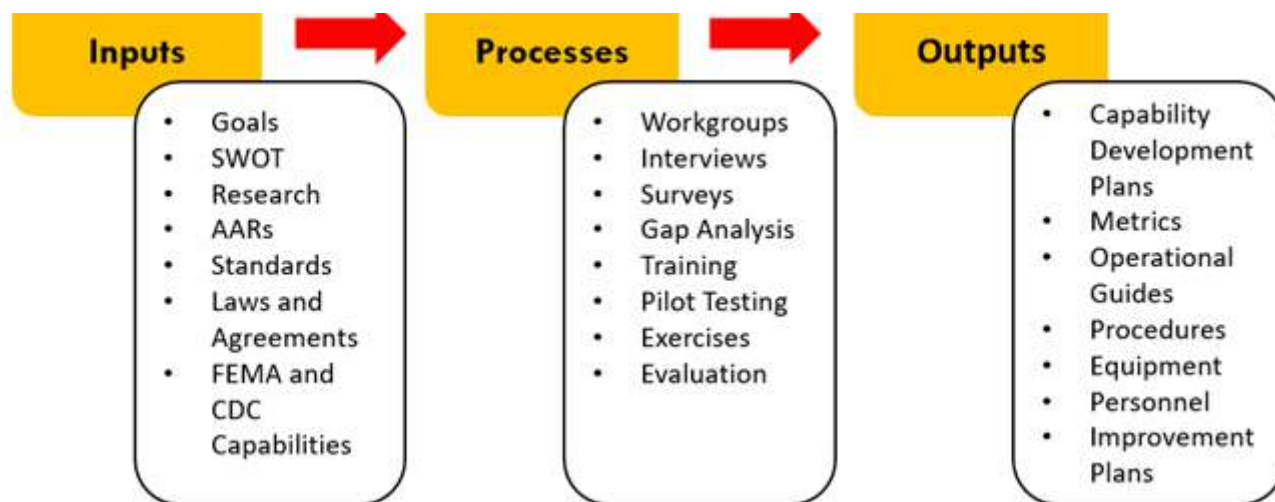 Inputs
• Goals
• SWOT
• Research
• AARs
• Standards
• Laws and
Agreements
• FEMA and
CDC
Capabilities
Processes
• Workgroups
• Interviews
• Surveys
• Gap Analysis
• Training
• Pilot Testing
• Exercises
• Evaluation
Outputs
• Capability
Development
Plans
• Metrics
• Operational
Guides
• Procedures
• Equipment
• Personnel
• Improvement
Plans